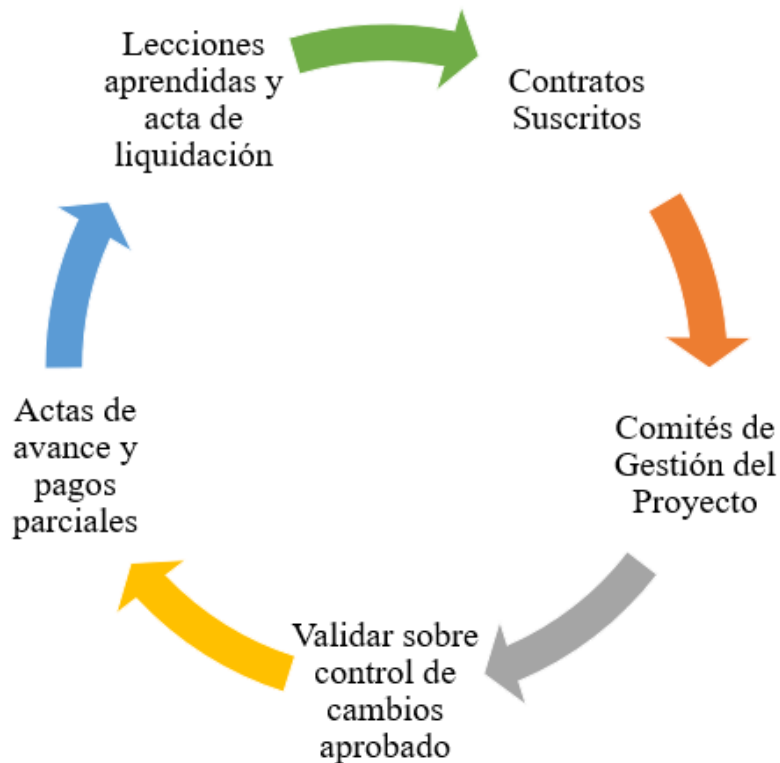 Lecciones
aprendidas y
acta de
liquidación
Contratos
Suscritos
Comités de
Gestión del
Proyecto
Validar sobre
control de
cambios
aprobado
Actas de
avance y
pagos
parciales